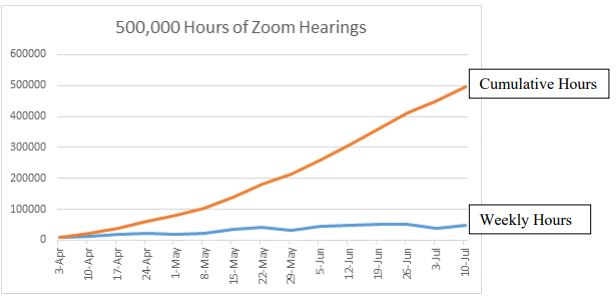 500,000 Hours of Zoom Hearings
600000
500000
400000
300000
200000
100000
0
Cumulative Hours
Weekly Hours
3-Apr
10-Apr
17-Apr
24-Apr
1-May
8-May
15-May
22-May
29-May
5-Jun
12-Jun
19-Jun
26-Jun
3-Jul
10-Jul